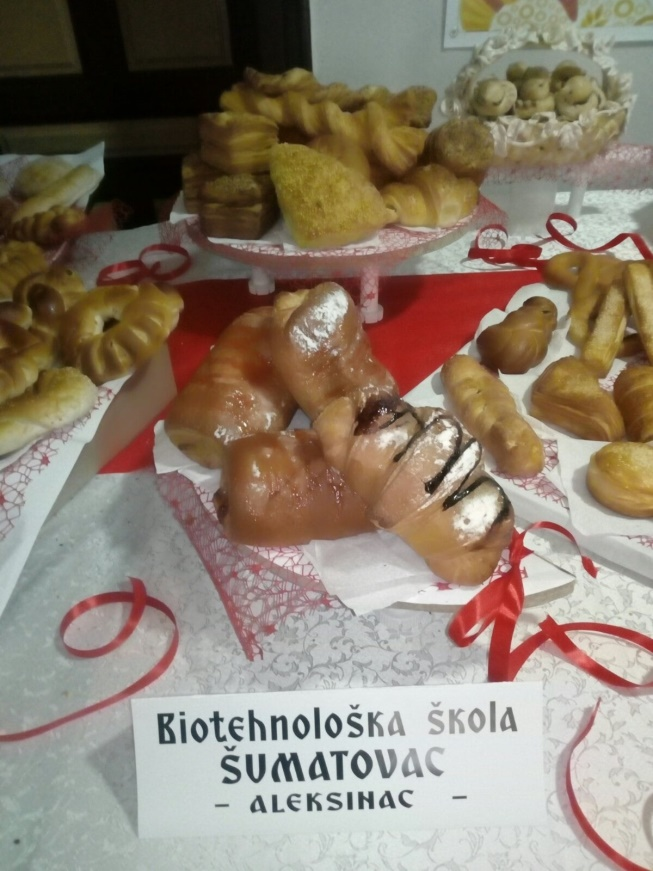 Biotehnološka škola
ŠUMATOVAC
- ALEKSINAC -